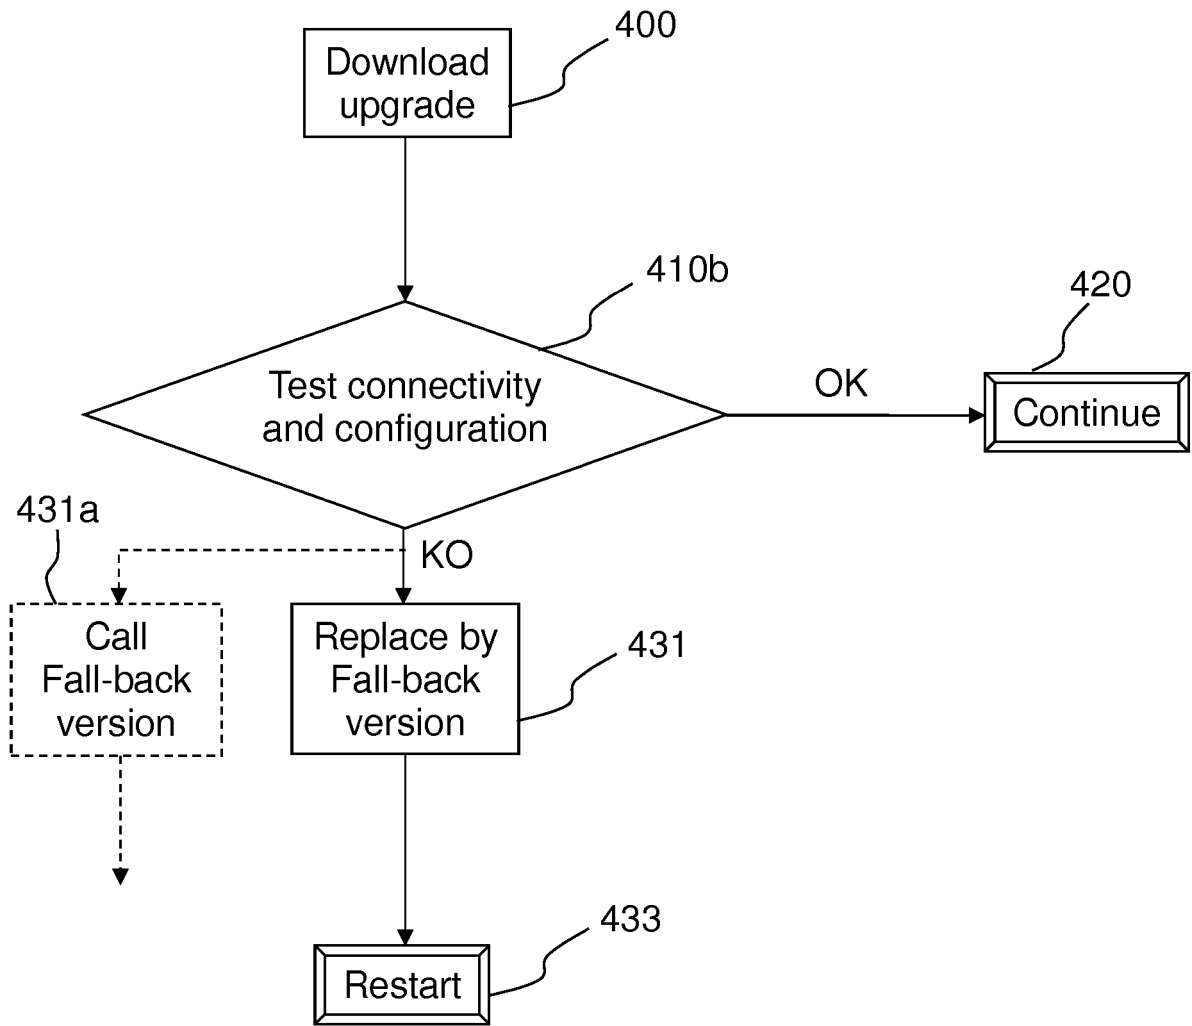 400
Download
upgrade
410b
420
Test connectivity
and configuration
OK
Continue
431a
KO
Call
Fall-back
version
Replace by
Fall-back
version
431
433
Restart